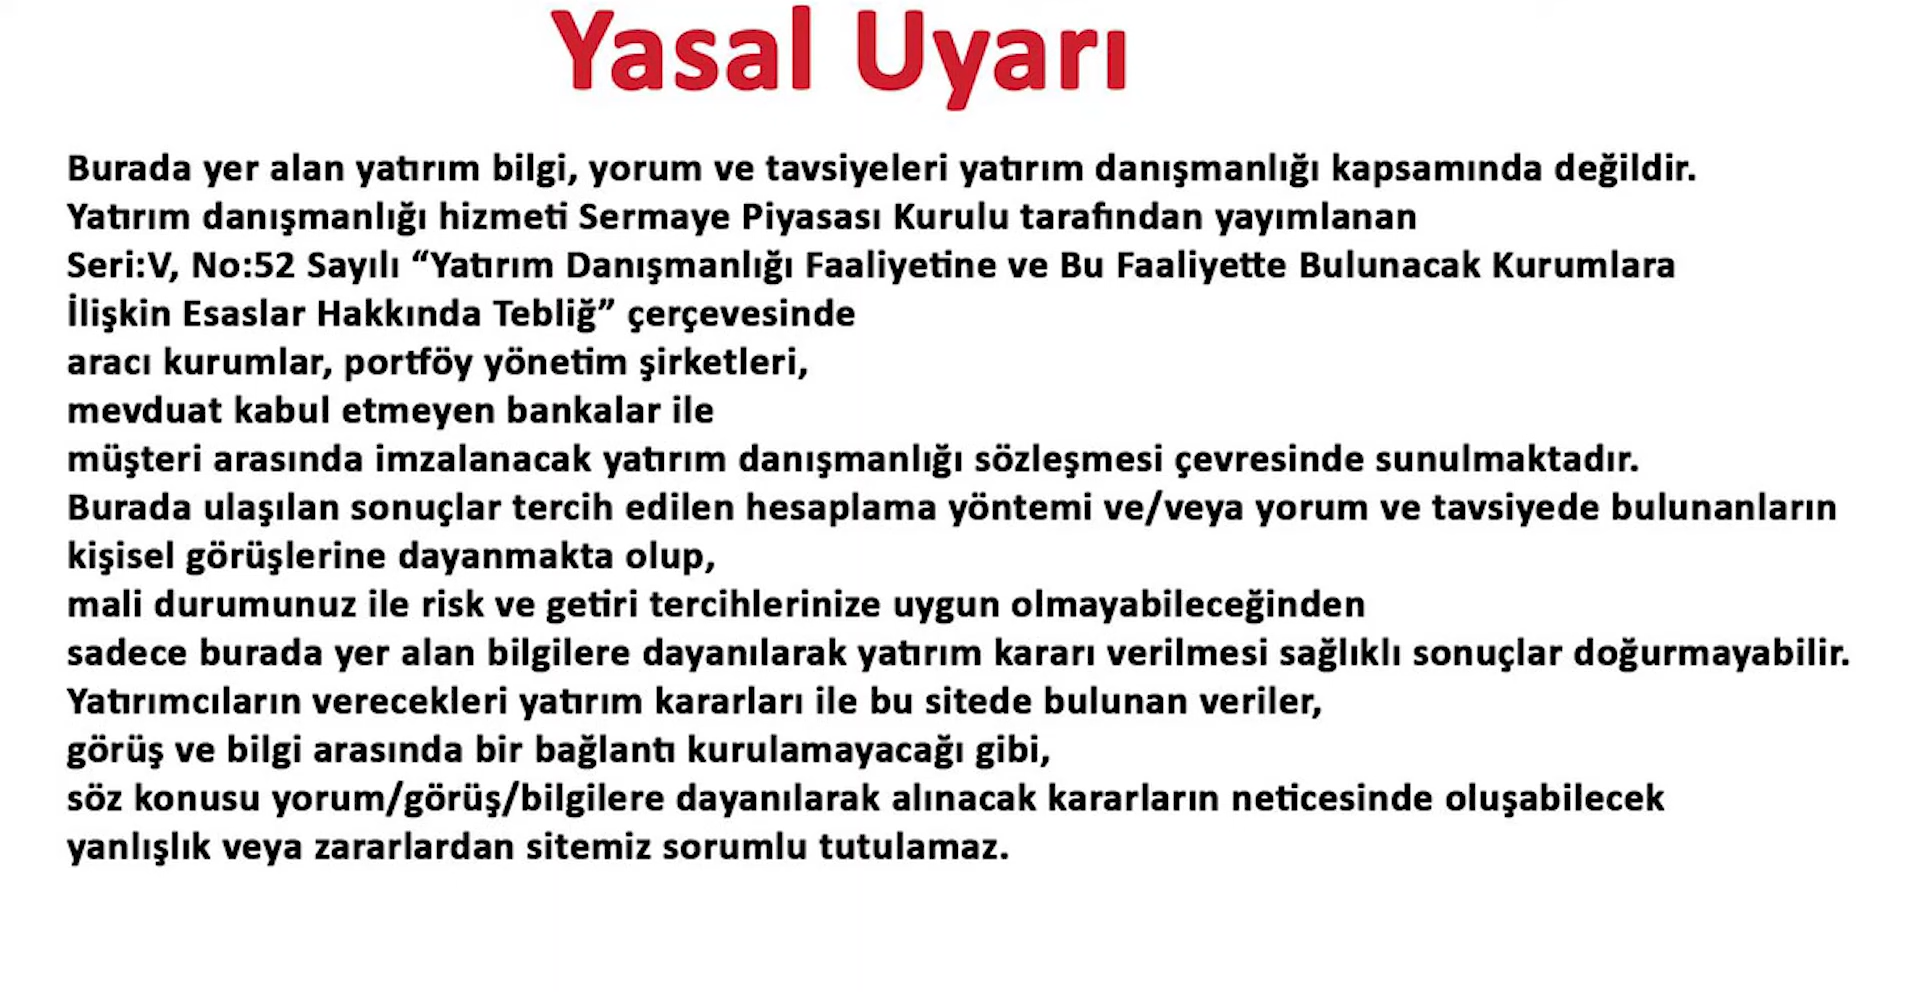 Yasal Uyarı
Burada yer alan yatırım bilgi, yorum ve tavsiyeleri yatırım danışmanlığı kapsamında değildir.
Yatırım danışmanlığı hizmeti Sermaye Piyasası Kurulu tarafından yayımlanan
Seri:V, No:52 Sayılı “Yatırım Danışmanlığı Faaliyetine ve Bu Faaliyette Bulunacak Kurumlara
İlişkin Esaslar Hakkında Tebliğ” çerçevesinde
aracı kurumlar, portföy yönetim şirketleri,
mevduat kabul etmeyen bankalar ile
müşteri arasında imzalanacak yatırım danışmanlığı sözleşmesi çevresinde sunulmaktadır.
Burada ulaşılan sonuçlar tercih edilen hesaplama yöntemi ve/veya yorum ve tavsiyede bulunanların
kişisel görüşlerine dayanmakta olup,
mali durumunuz ile risk ve getiri tercihlerinize uygun olmayabileceğinden
sadece burada yer alan bilgilere dayanılarak yatırım kararı verilmesi sağlıklı sonuçlar doğurmayabilir.
Yatırımcıların verecekleri yatırım kararları ile bu sitede bulunan veriler,
görüş ve bilgi arasında bir bağlantı kurulamayacağı gibi,
söz konusu yorum/görüş/bilgilere dayanılarak alınacak kararların neticesinde oluşabilecek
yanlışlık veya zararlardan sitemiz sorumlu tutulamaz.